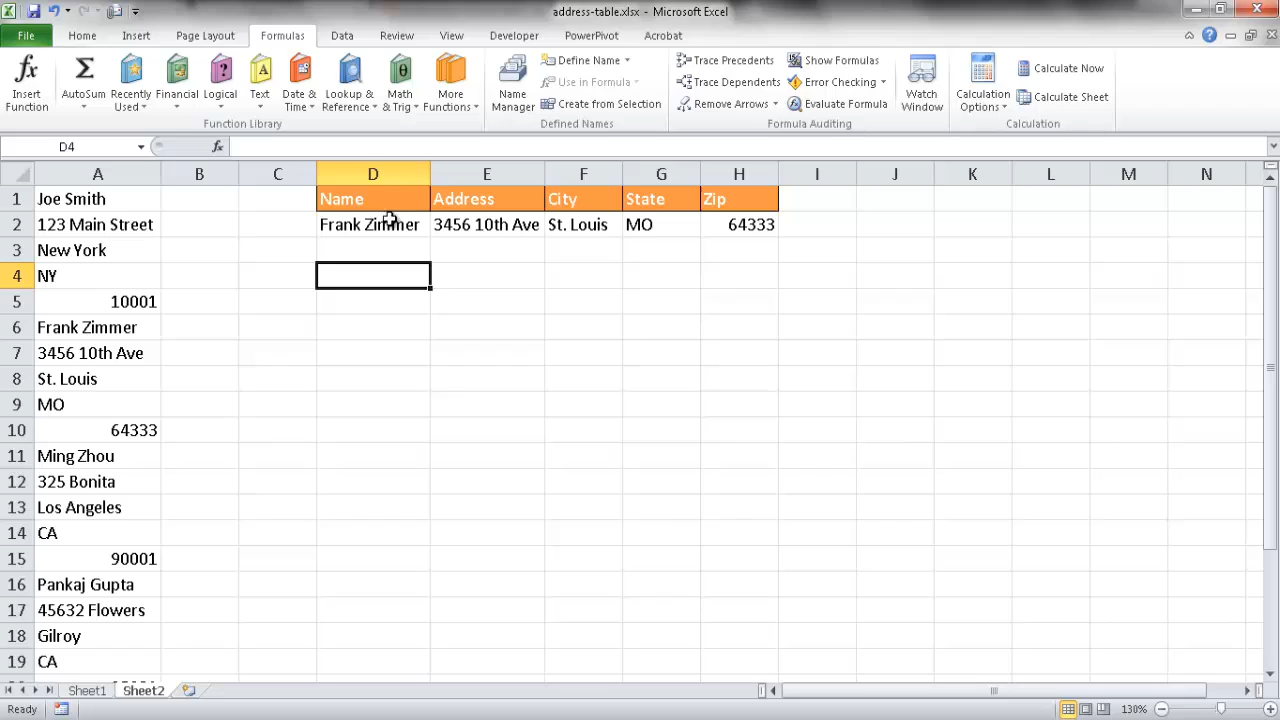 address-table.xlsx - Microsoft Excel
File Home Insert Page Layout Formulas Data Review View Developer PowerPivot Acrobat
Insert Function
AutoSum
Recently Used
Financial
Logical
Text
Date & Time
Lookup & Reference
Math & Trig
More Functions
Function Library
Name Manager
Define Name
Use in Formula
Create from Selection
Defined Names
Trace Precedents
Trace Dependents
Remove Arrows
Show Formulas
Error Checking
Evaluate Formula
Formula Auditing
Watch Window
Calculation Options
Calculate Now
Calculate Sheet
Calculation
D4 fx
A B C D E F G H I J K L M N
1 Joe Smith Name Address City State Zip
2 123 Main Street Frank Zimmer 3456 10th Ave St. Louis MO 64333
3 New York
4 NY
5 10001
6 Frank Zimmer
7 3456 10th Ave
8 St. Louis
9 MO
10 64333
11 Ming Zhou
12 325 Bonita
13 Los Angeles
14 CA
15 90001
16 Pankaj Gupta
17 45632 Flowers
18 Gilroy
19 CA
Sheet1 Sheet2
Ready 130%